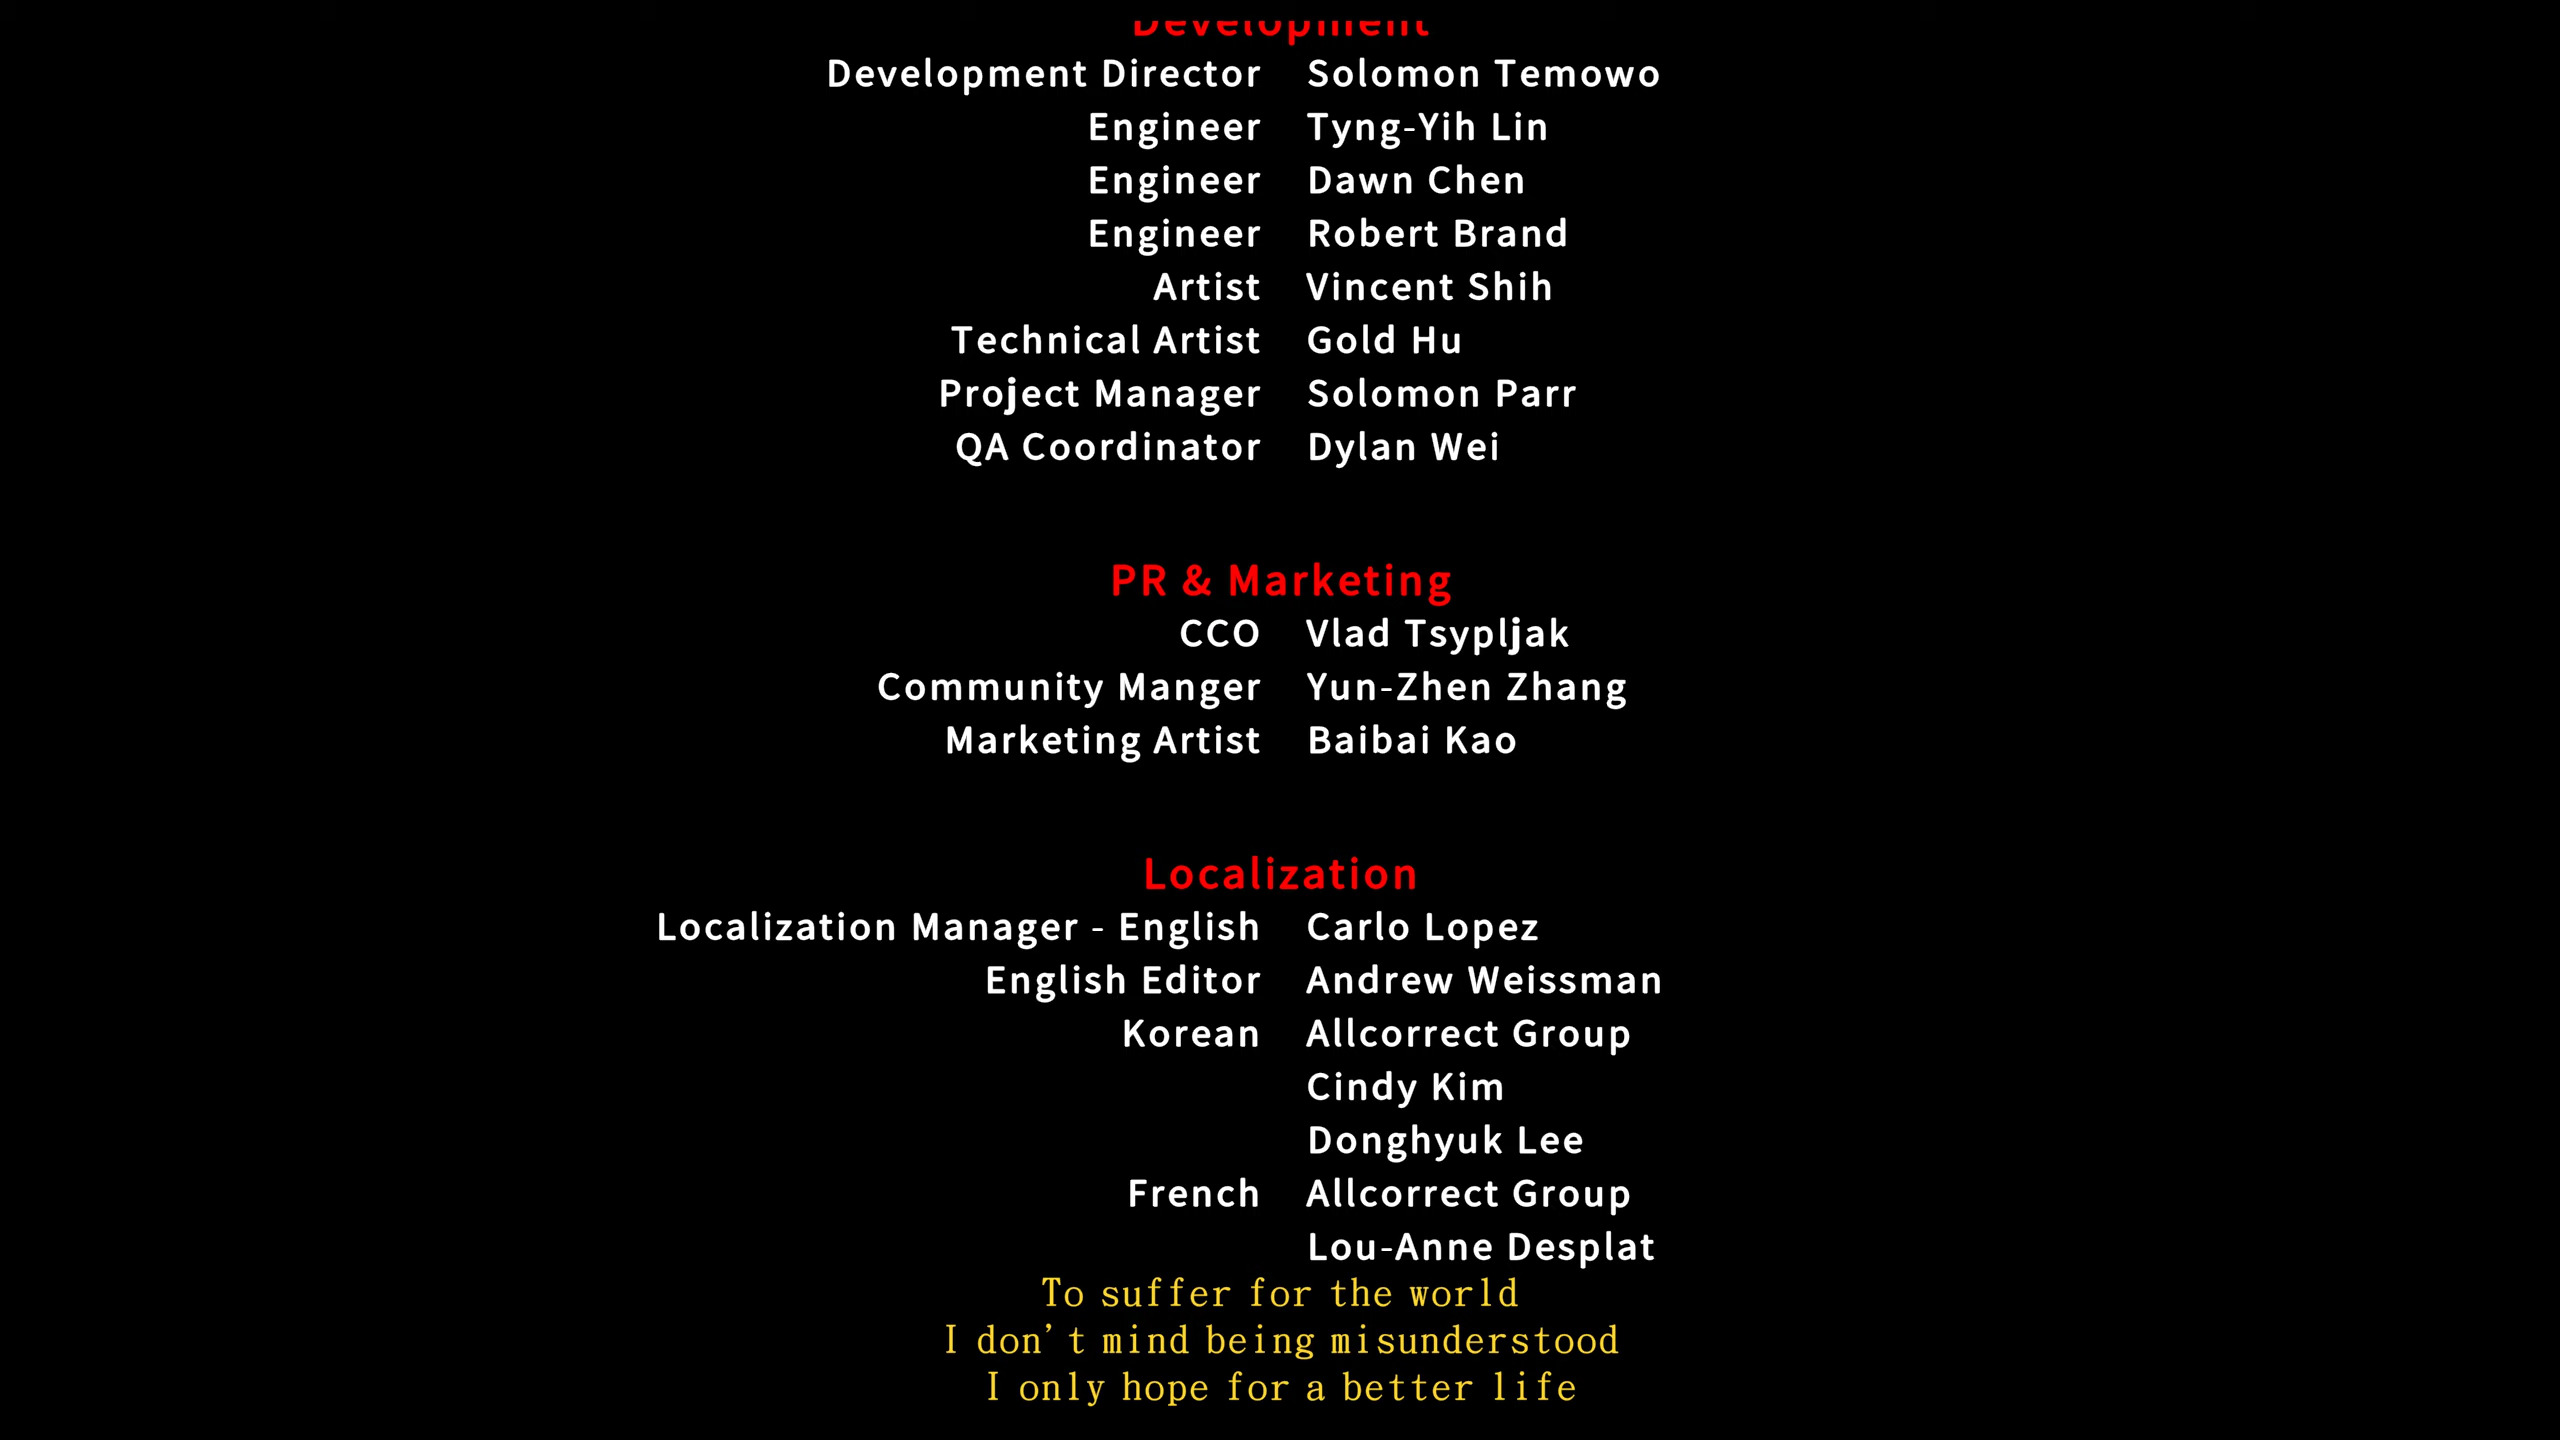 Development
Development Director Solomon Temowo
Engineer Tyng-Yih Lin
Engineer Dawn Chen
Engineer Robert Brand
Artist Vincent Shih
Technical Artist Gold Hu
Project Manager Solomon Parr
QA Coordinator Dylan Wei
PR & Marketing
CCO Vlad Tsypljak
Community Manger Yun-Zhen Zhang
Marketing Artist Baibai Kao
Localization
Localization Manager - English Carlo Lopez
English Editor Andrew Weissman
Korean Allcorrect Group
Cindy Kim
Donghyuk Lee
French Allcorrect Group
Lou-Anne Desplat
To suffer for the world
I don't mind being misunderstood
I only hope for a better life